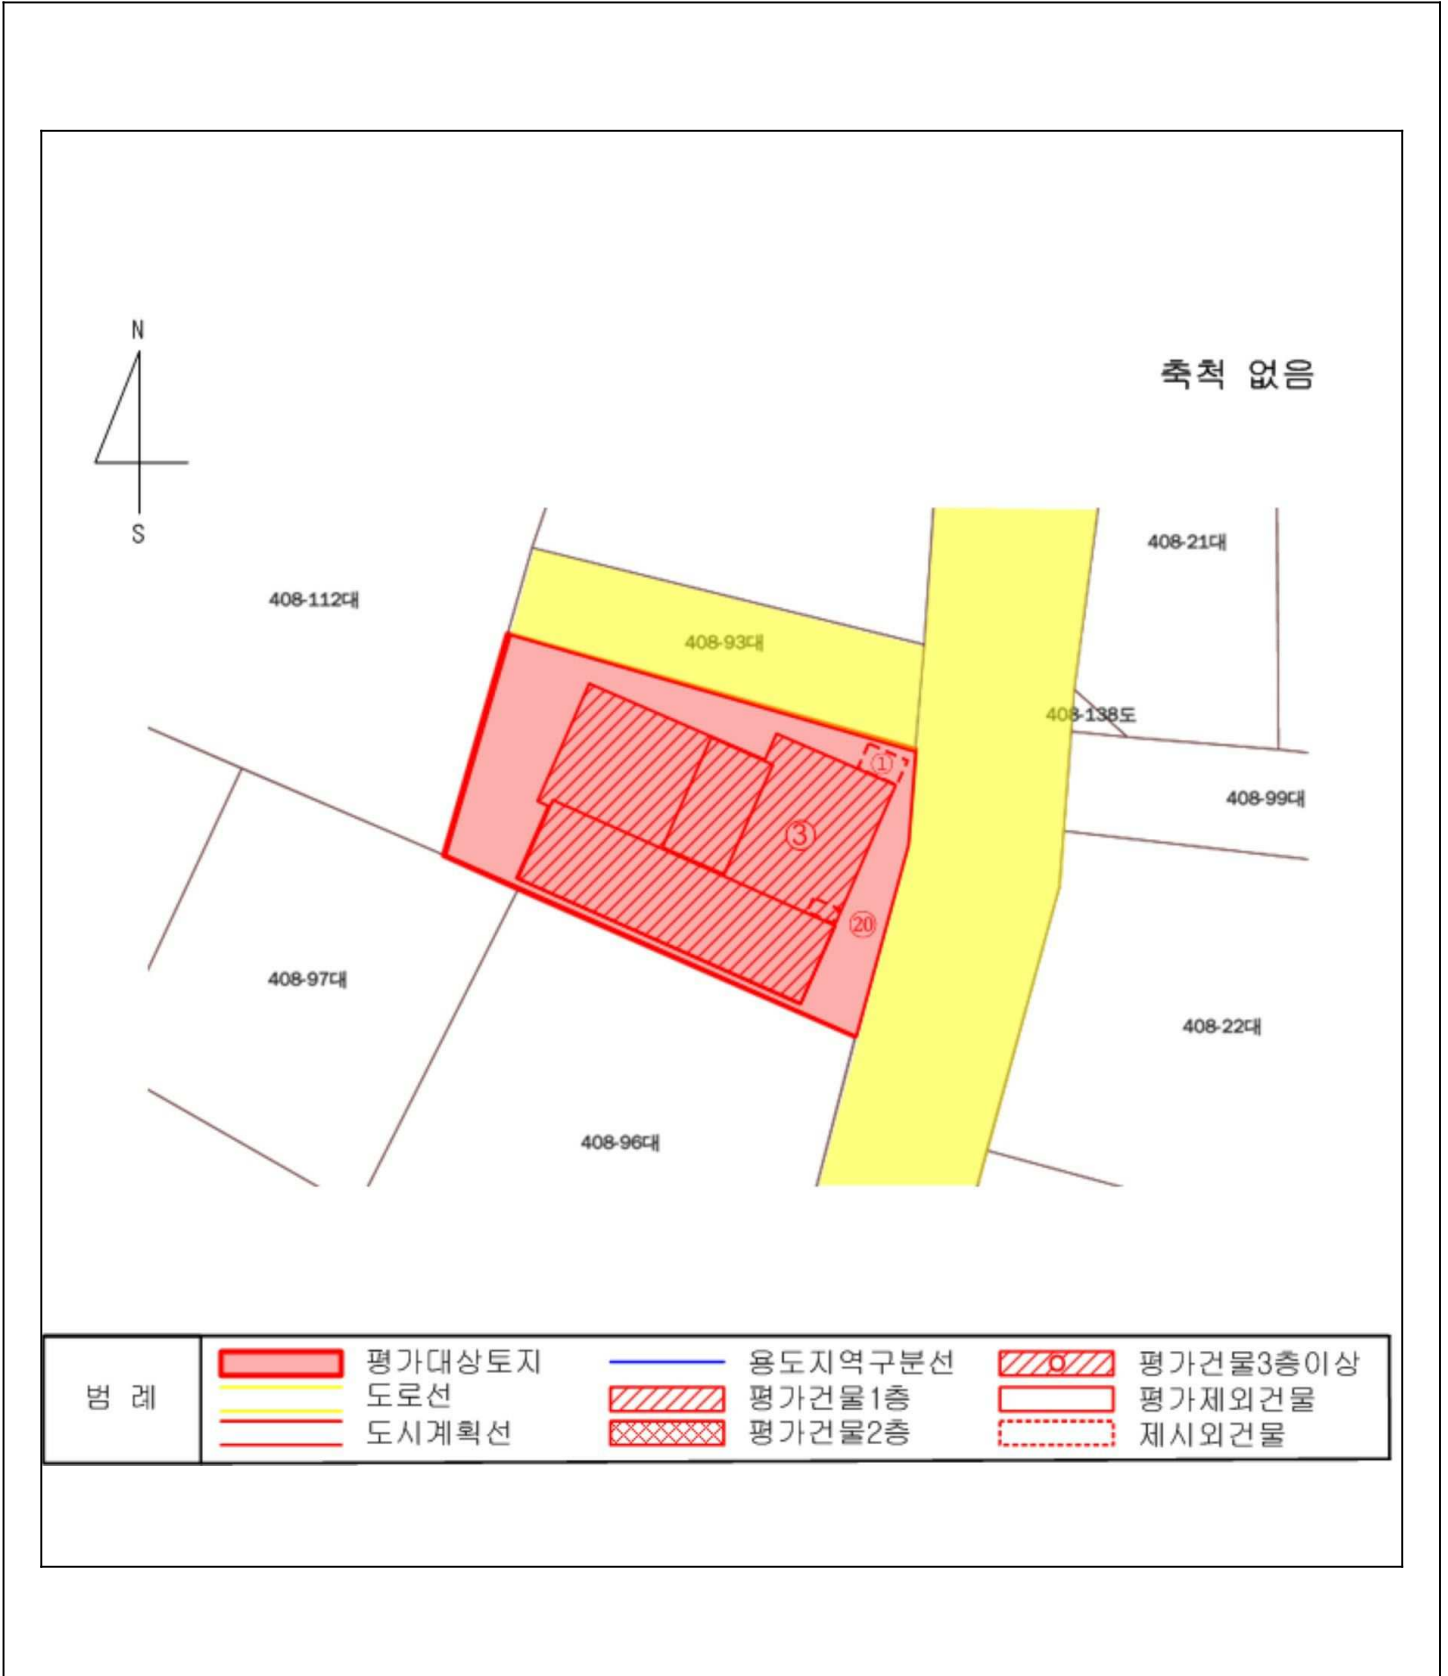 N
축척 없음
S
408-21대
408-112대
408-93대
408-138도
①
408-99대
③
⑳
408-97대
408-22대
408-96대
범 례
평가대상토지
용도지역구분선
평가건물3층이상
도로선
평가건물1층
평가제외건물
도시계획선
평가건물2층
제시외건물